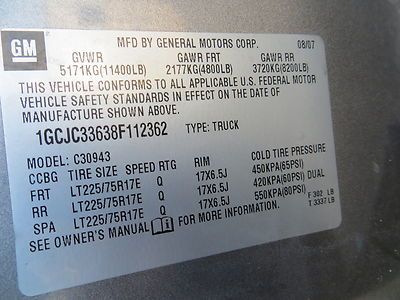 GM
MFD BY GENERAL MOTORS CORP. 08/07
GVWR GAWR FRT GAWR RR
5171KG(11400LB) 2177KG(4800LB) 3720KG(8200LB)
THIS VEHICLE CONFORMS TO ALL APPLICABLE U.S. FEDERAL MOTOR
VEHICLE SAFETY STANDARDS IN EFFECT ON THE DATE OF
MANUFACTURE SHOWN ABOVE.
1GCJC33638F112362 TYPE: TRUCK
MODEL: C30943
CCBG TIRE SIZE SPEED RTG RIM COLD TIRE PRESSURE
FRT LT225/75R17E Q 17X6.5J 450KPA(65PSI)
RR LT225/75R17E Q 17X6.5J 420KPA(60PSI) DUAL
SPA LT225/75R17E Q 17X6.5J 550KPA(80PSI)
SEE OWNER'S MANUAL FOR MORE INFORMATION.
F 302 LB
T 3337 LB